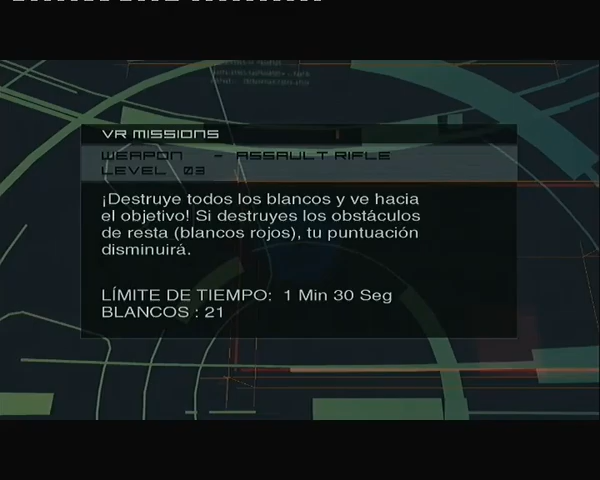 VR MISSIONS
WEAPON - ASSAULT RIFLE
LEVEL 03
¡Destruye todos los blancos y ve hacia
el objetivo! Si destruyes los obstáculos
de resta (blancos rojos), tu puntuación
disminuirá.
LÍMITE DE TIEMPO: 1 Min 30 Seg
BLANCOS : 21